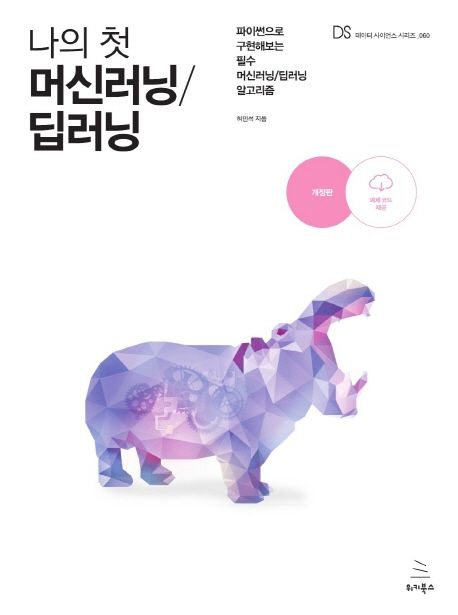 나의 첫
머신러닝/
딥러닝
파이썬으로
구현해보는
필수
머신러닝/딥러닝
알고리즘
허민석 지음
DS 데이터 사이언스 시리즈_060
개정판
예제 코드
제공
위키북스